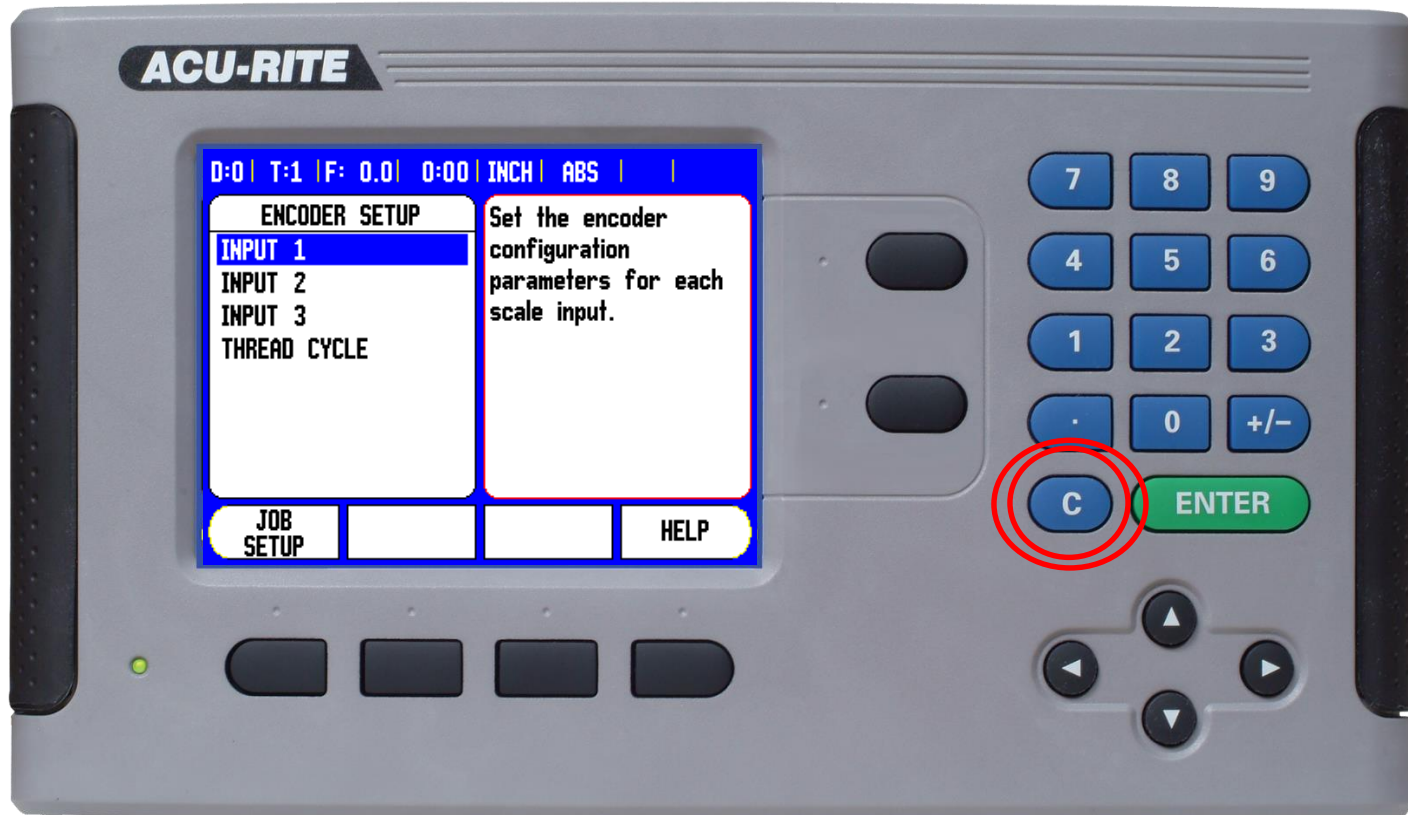 ACU-RITE
D:0| T:1 |F: 0.0| 0:00| INCH| ABS | |
ENCODER SETUP
INPUT 1
INPUT 2
INPUT 3
THREAD CYCLE
Set the encoder
configuration
parameters for each
scale input.
JOB
SETUP
HELP
7 8 9
4 5 6
1 2 3
. 0 +/-
C ENTER